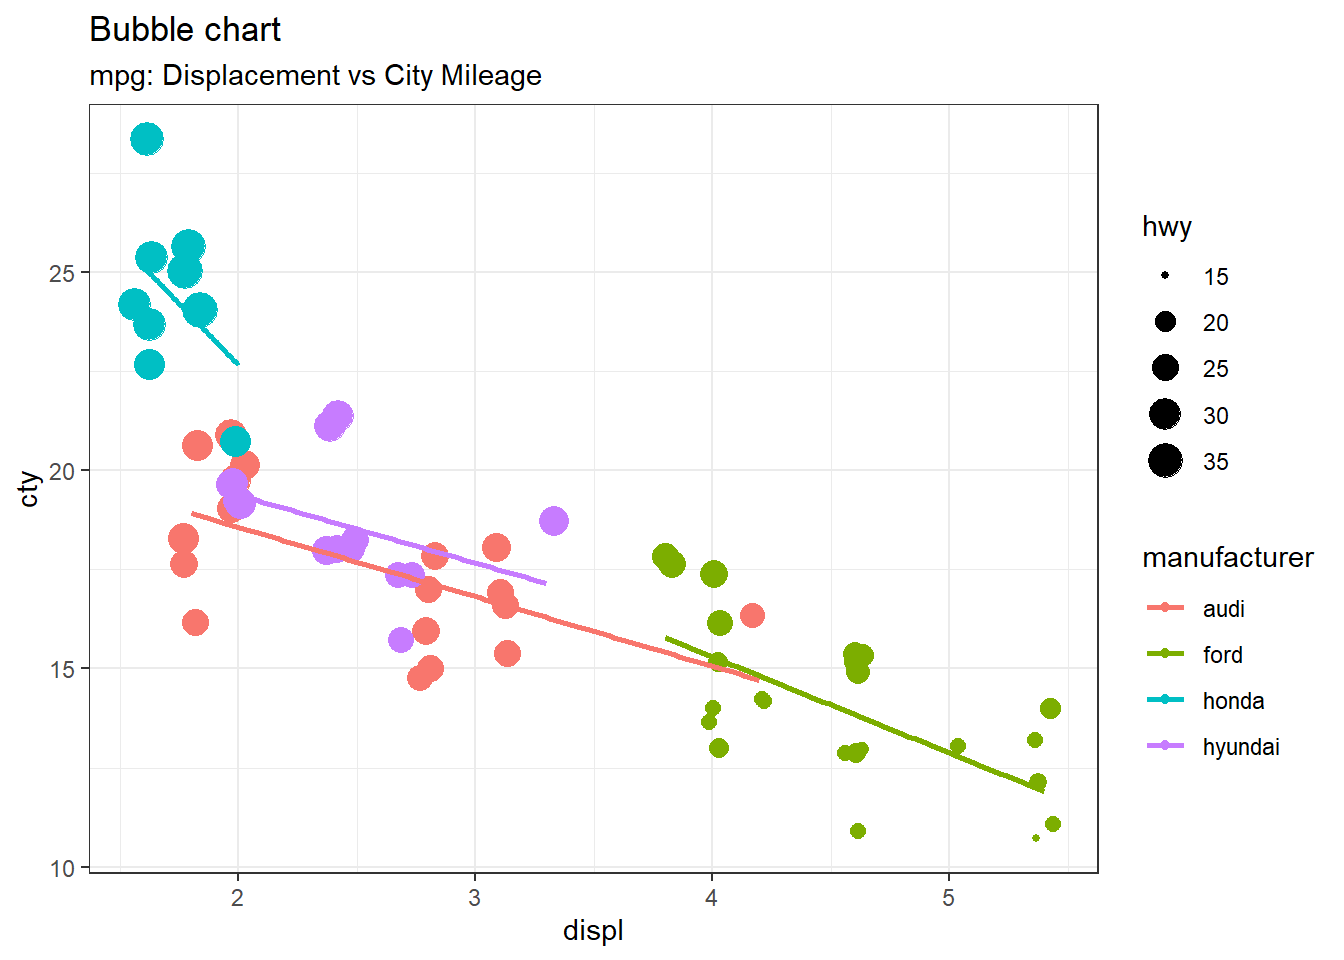 Bubble chart
mpg: Displacement vs City Mileage
cty
25
20
15
10
2
3
4
5
displ
hwy
15
20
25
30
35
manufacturer
audi
ford
honda
hyundai